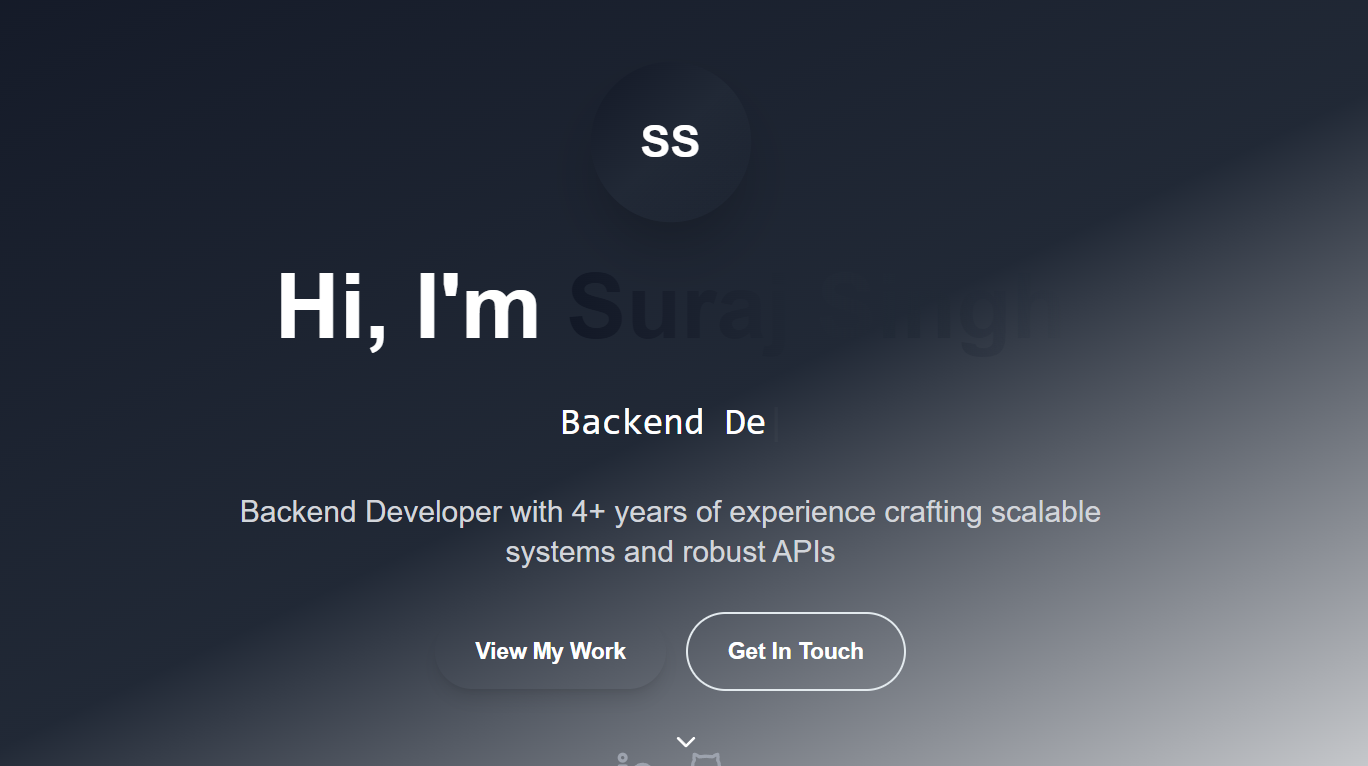 SS
Hi, I'm Suraj Singh
Backend De
Backend Developer with 4+ years of experience crafting scalable
systems and robust APIs
View My Work
Get In Touch